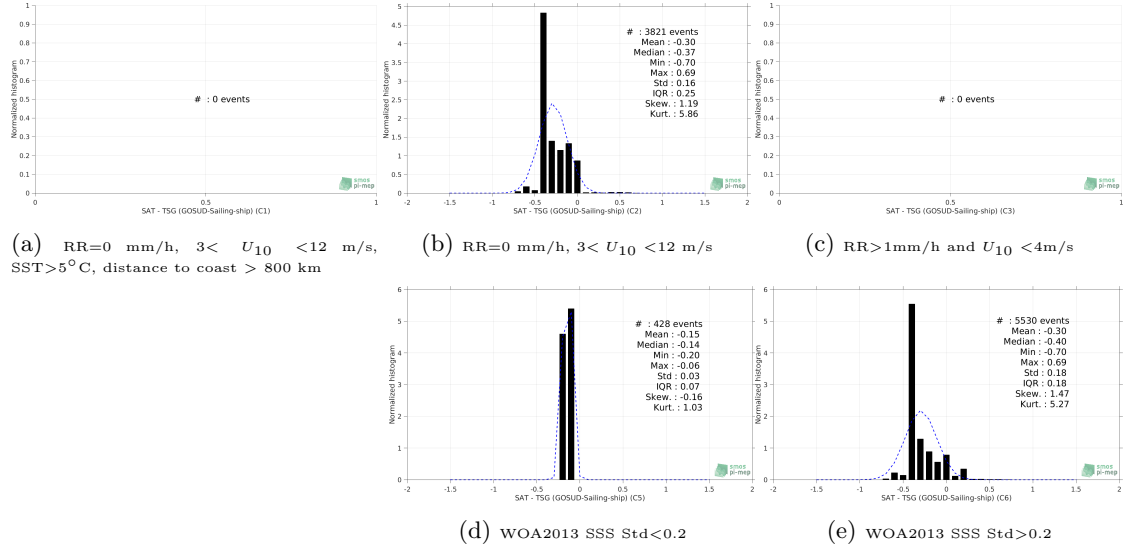 1
0.9
0.8
0.7
0.6
0.5
0.4
0.3
0.2
0.1
0
Normalized histogram
# : 0 events
smos
pi-mep
0 0.5 1
SAT - TSG (GOSUD-Sailing-ship) (C1)
(a) RR=0 mm/h, 3< U10 <12 m/s,
SST>5°C, distance to coast > 800 km
5
4.5
4
3.5
3
2.5
2
1.5
1
0.5
0
Normalized histogram
# : 3821 events
Mean : -0.30
Median : -0.37
Min : -0.70
Max : 0.69
Std : 0.16
IQR : 0.25
Skew. : 1.19
Kurt. : 5.86
smos
pi-mep
-2 -1.5 -1 -0.5 0 0.5 1 1.5 2
SAT - TSG (GOSUD-Sailing-ship) (C2)
(b) RR=0 mm/h, 3< U10 <12 m/s
1
0.9
0.8
0.7
0.6
0.5
0.4
0.3
0.2
0.1
0
Normalized histogram
# : 0 events
smos
pi-mep
0 0.5 1
SAT - TSG (GOSUD-Sailing-ship) (C3)
(c) RR>1mm/h and U10 <4m/s
6
5
4
3
2
1
0
Normalized histogram
# : 428 events
Mean : -0.15
Median : -0.14
Min : -0.20
Max : -0.06
Std : 0.03
IQR : 0.07
Skew. : -0.16
Kurt. : 1.03
smos
pi-mep
-2 -1.5 -1 -0.5 0 0.5 1 1.5 2
SAT - TSG (GOSUD-Sailing-ship) (C5)
(d) WOA2013 SSS Std<0.2
6
5
4
3
2
1
0
Normalized histogram
# : 5530 events
Mean : -0.30
Median : -0.40
Min : -0.70
Max : 0.69
Std : 0.18
IQR : 0.18
Skew. : 1.47
Kurt. : 5.27
smos
pi-mep
-2 -1.5 -1 -0.5 0 0.5 1 1.5 2
SAT - TSG (GOSUD-Sailing-ship) (C6)
(e) WOA2013 SSS Std>0.2